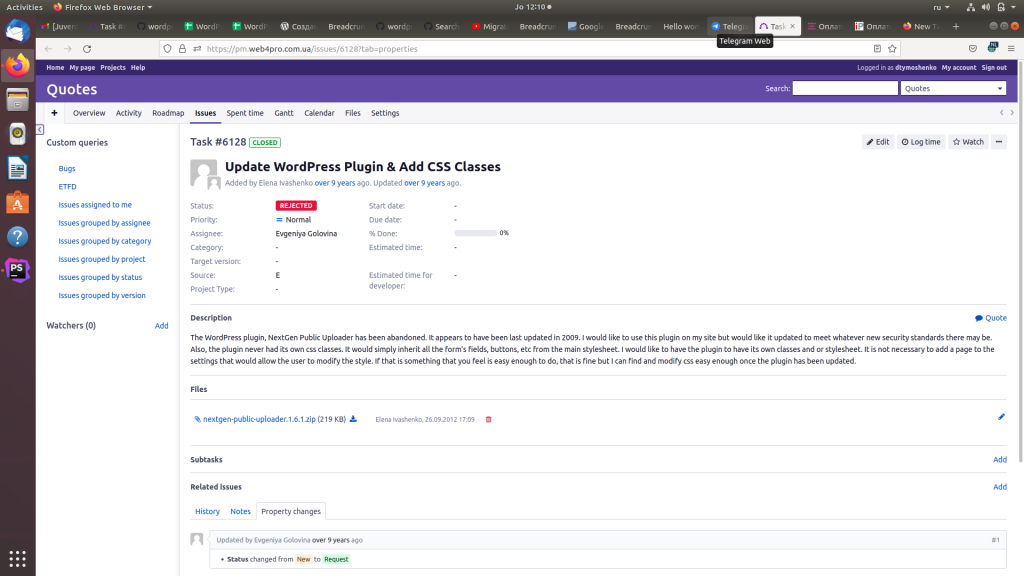 Activities
Firefox Web Browser
Jo 12:10
ru
[Juven
Task #
wordp
WordP
WordP
Создан
Breadcru
wordp
Search
Migrat
Breadcru
Google
Breadcru
Hello wor
Telegr
Task
Оплат
Оплат
New T
Telegram Web
https://pm.web4pro.com.ua/issues/6128?tab=properties
Home My page Projects Help
Logged in as dtymoshenko My account Sign out
Quotes
Search:
Quotes
+ Overview Activity Roadmap Issues Spent time Gantt Calendar Files Settings
Custom queries
Bugs
ETFD
Issues assigned to me
Issues grouped by assignee
Issues grouped by category
Issues grouped by project
Issues grouped by status
Issues grouped by version
Watchers (0) Add
Task #6128 CLOSED
Edit Log time Watch
Update WordPress Plugin & Add CSS Classes
Added by Elena Ivashenko over 9 years ago. Updated over 9 years ago.
Status: REJECTED Start date: -
Priority: Normal Due date: -
Assignee: Evgeniya Golovina % Done: 0%
Category: - Estimated time: -
Target version: -
Source: E Estimated time for developer: -
Project Type: -
Description Quote
The WordPress plugin, NextGen Public Uploader has been abandoned. It appears to have been last updated in 2009. I would like to use this plugin on my site but would like it updated to meet whatever new security standards there may be.
Also, the plugin never had its own css classes. It would simply inherit all the form's fields, buttons, etc from the main stylesheet. I would like to have the plugin to have its own classes and or stylesheet. It is not necessary to add a page to the
settings that would allow the user to modify the style. If that is something that you feel is easy enough to do, that is fine but I can find and modify css easy enough once the plugin has been updated.
Files
nextgen-public-uploader.1.6.1.zip (219 KB) Elena Ivashenko, 26.09.2012 17:09
Subtasks Add
Related issues Add
History Notes Property changes
Updated by Evgeniya Golovina over 9 years ago #1
• Status changed from New to Request
PS